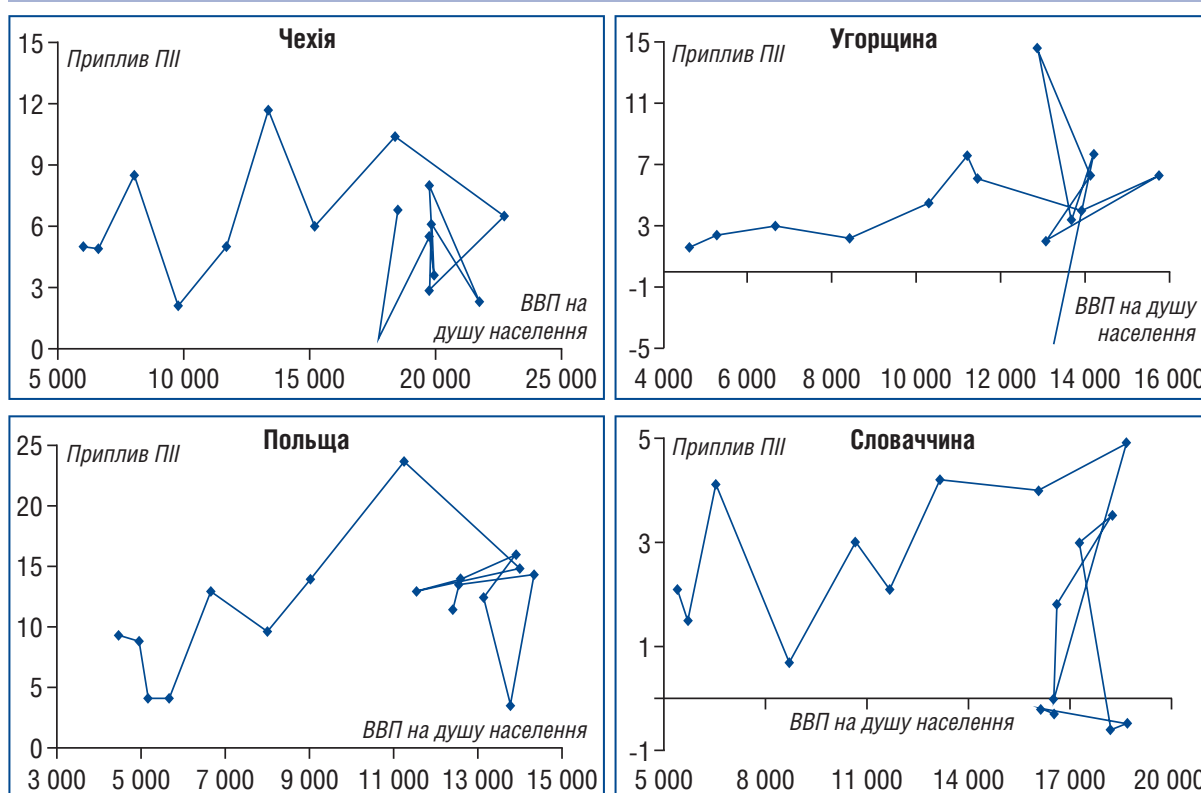 Чехія
Приплив ПІІ
15
12
9
6
3
0
ВВП на
душу населення
5 000 10 000 15 000 20 000 25 000
Угорщина
Приплив ПІІ
15
11
7
3
-1
-5
ВВП на душу
населення
4 000 6 000 8 000 10 000 12 000 14 000 16 000
Польща
Приплив ПІІ
25
20
15
10
5
0
ВВП на душу населення
3 000 5 000 7 000 9 000 11 000 13 000 15 000
Словаччина
Приплив ПІІ
5
3
1
-1
ВВП на душу населення
5 000 8 000 11 000 14 000 17 000 20 000